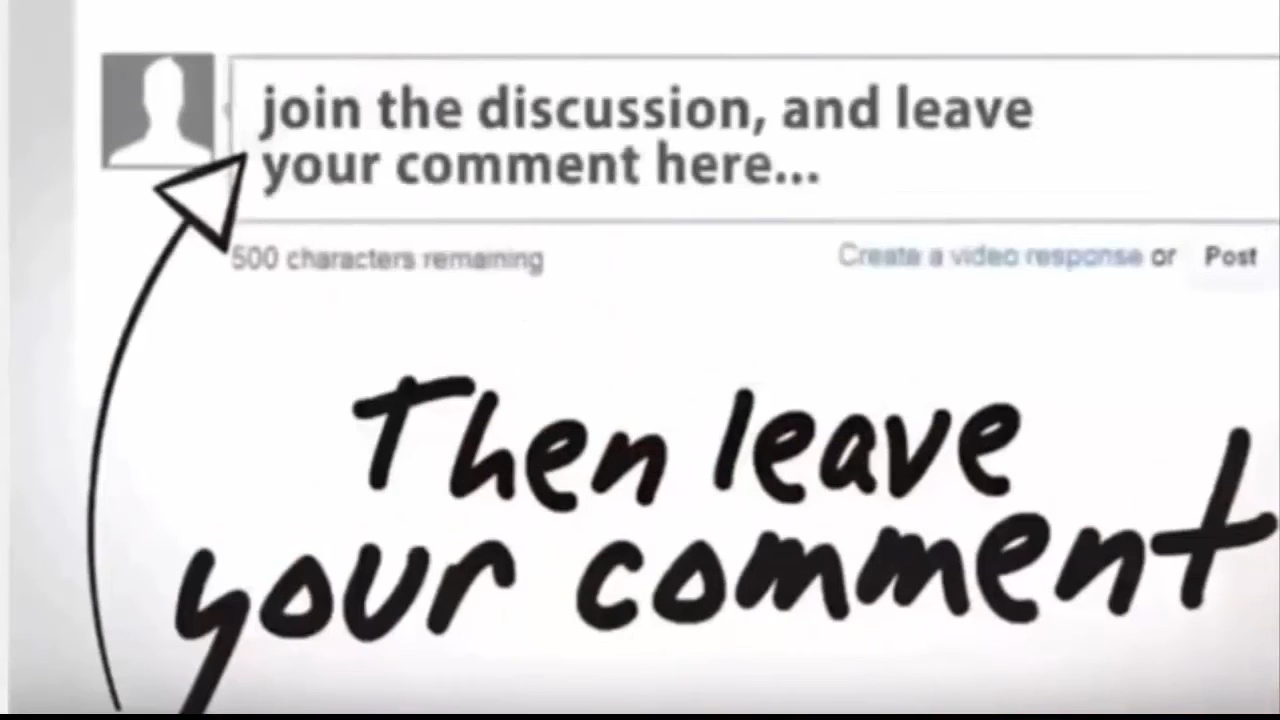 join the discussion, and leave
your comment here...
500 characters remaining
Create a video response or Post
Then leave
your comment